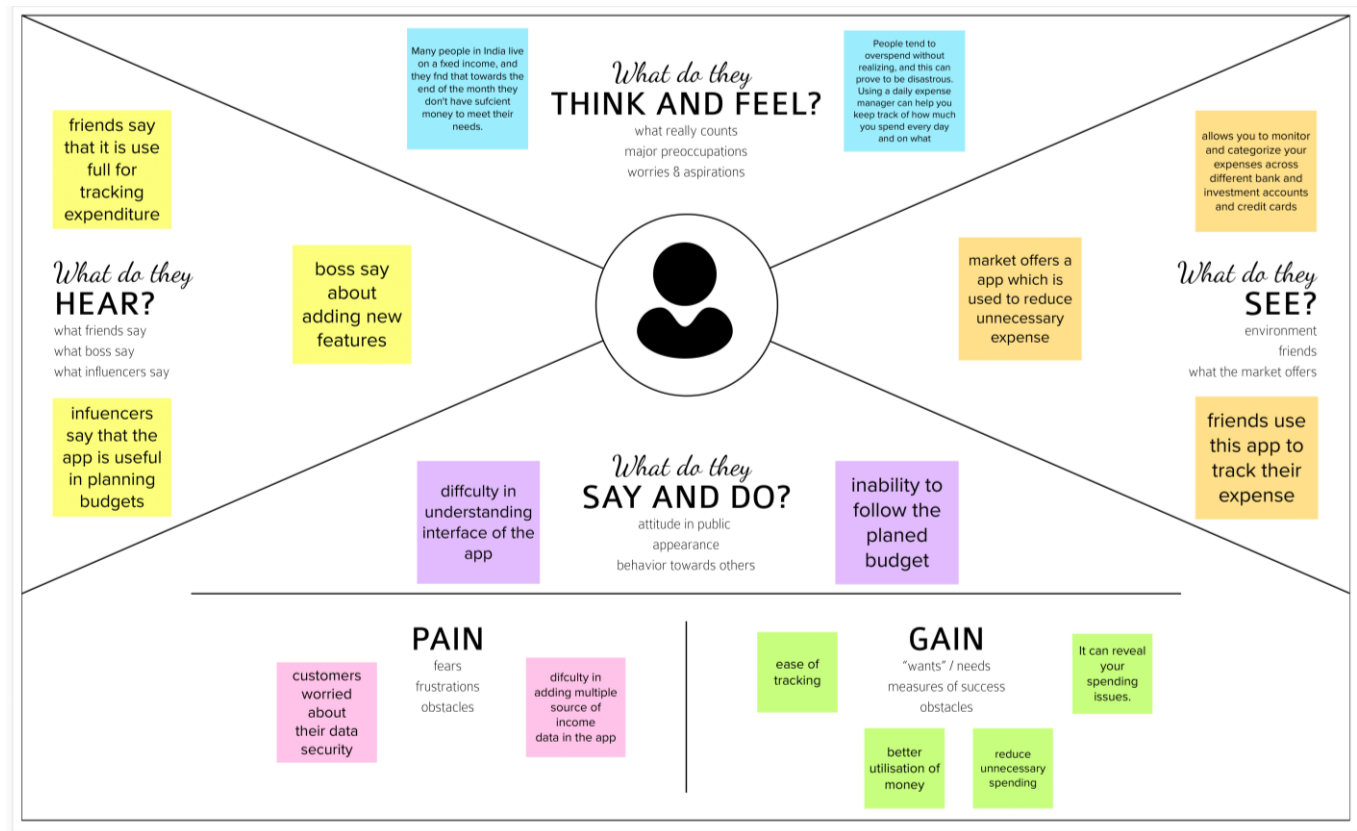 Many people in India live
on a fxed income, and
they fnd that towards the
end of the month they
don't have sufcient
money to meet their
needs.
What do they
THINK AND FEEL?
what really counts
major preoccupations
worries & aspirations
People tend to
overspend without
realizing, and this can
prove to be disastrous.
Using a daily expense
manager can help you
keep track of how much
you spend every day
and on what
friends say
that it is use
full for
tracking
expenditure
What do they
HEAR?
what friends say
what boss say
what influencers say
boss say
about
adding new
features
infuencers
say that the
app is useful
in planning
budgets
allows you to monitor
and categorize your
expenses across
different bank and
investment accounts
and credit cards
market offers a
app which is
used to reduce
unnecessary
expense
What do they
SEE?
environment
friends
what the market offers
friends use
this app to
track their
expense
diffculty in
understanding
interface of the
app
What do they
SAY AND DO?
attitude in public
appearance
behavior towards others
inability to
follow the
planed
budget
PAIN
fears
frustrations
obstacles
customers
worried
about
their data
security
difculty in
adding multiple
source of
income
data in the app
GAIN
"wants" / needs
measures of success
obstacles
ease of
tracking
It can reveal
your
spending
issues.
better
utilisation of
money
reduce
unnecessary
spending